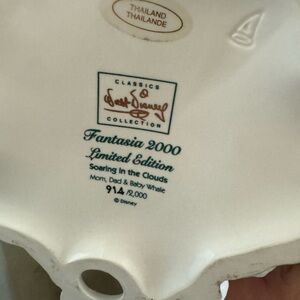 THAILAND
THAILANDE
CLASSICS
Walt Disney
COLLECTION
Fantasia 2000
Limited Edition
Soaring in the Clouds
Mom, Dad & Baby Whale
914/2,000
© Disney